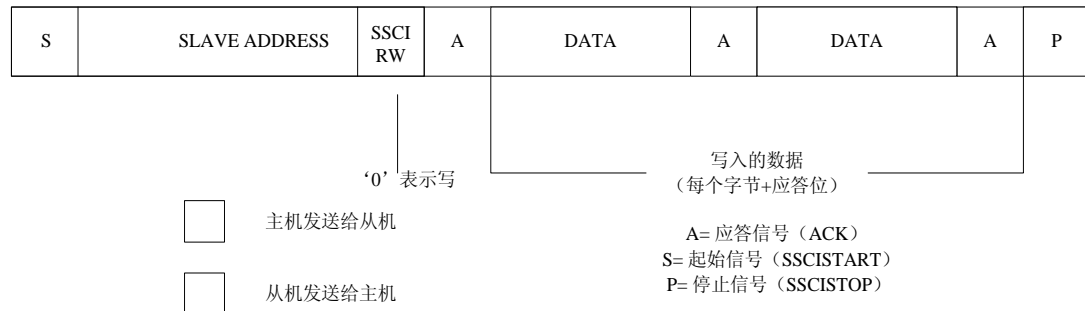 S SLAVE ADDRESS SSCI RW A DATA A DATA A P
‘0’表示写
写入的数据
（每个字节+应答位）
主机发送给从机
A= 应答信号（ACK）
S= 起始信号（SSCISTART）
P= 停止信号（SSCISTOP）
从机发送给主机